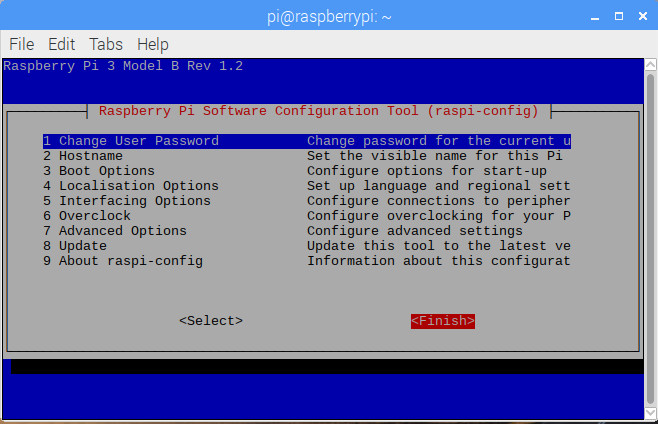 pi@raspberrypi: ~
File Edit Tabs Help
Raspberry Pi 3 Model B Rev 1.2
Raspberry Pi Software Configuration Tool (raspi-config)
1 Change User Password Change password for the current u
2 Hostname Set the visible name for this Pi
3 Boot Options Configure options for start-up
4 Localisation Options Set up language and regional sett
5 Interfacing Options Configure connections to peripher
6 Overclock Configure overclocking for your P
7 Advanced Options Configure advanced settings
8 Update Update this tool to the latest ve
9 About raspi-config Information about this configurat
<Select> <Finish>